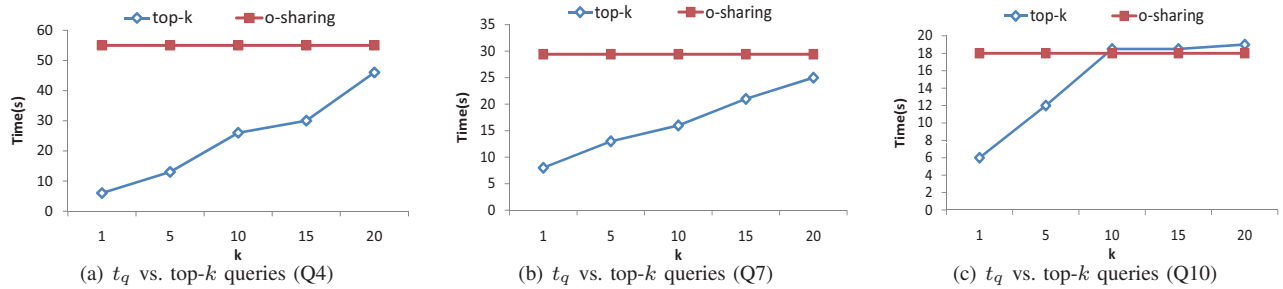 top-k o-sharing
60
50
40
30
20
10
0
Time(s)
1 5 10 15 20
k
(a) t_q vs. top-k queries (Q4)
top-k o-sharing
35
30
25
20
15
10
5
0
Time(s)
1 5 10 15 20
k
(b) t_q vs. top-k queries (Q7)
top-k o-sharing
20
18
16
14
12
10
8
6
4
2
0
Time(s)
1 5 10 15 20
k
(c) t_q vs. top-k queries (Q10)